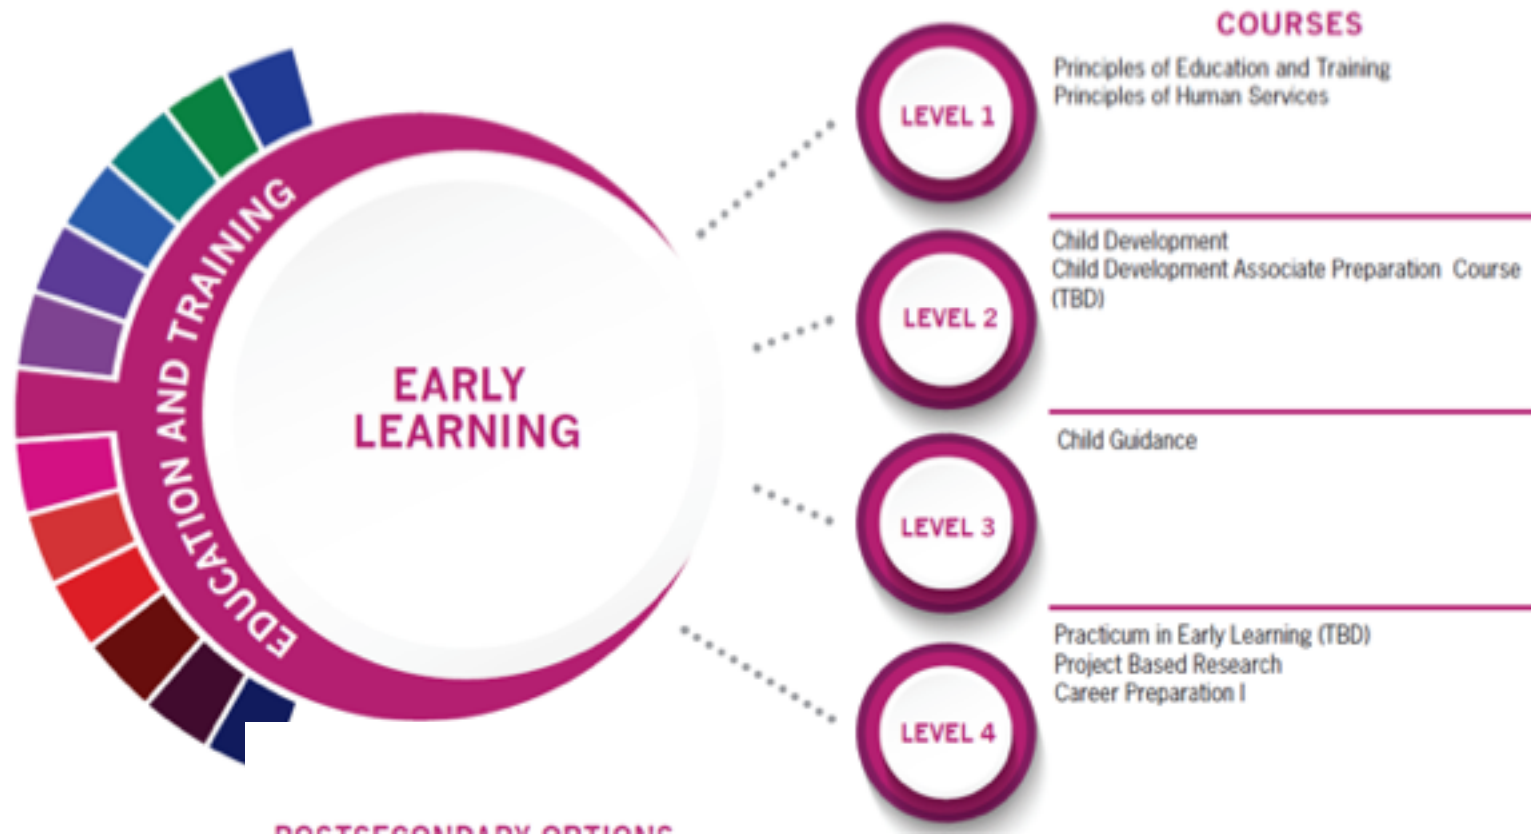 COURSES
EDUCATION AND TRAINING
EARLY
LEARNING
LEVEL 1
Principles of Education and Training
Principles of Human Services
LEVEL 2
Child Development
Child Development Associate Preparation Course
(TBD)
LEVEL 3
Child Guidance
LEVEL 4
Practicum in Early Learning (TBD)
Project Based Research
Career Preparation I
POSTSECONDARY OPTIONS